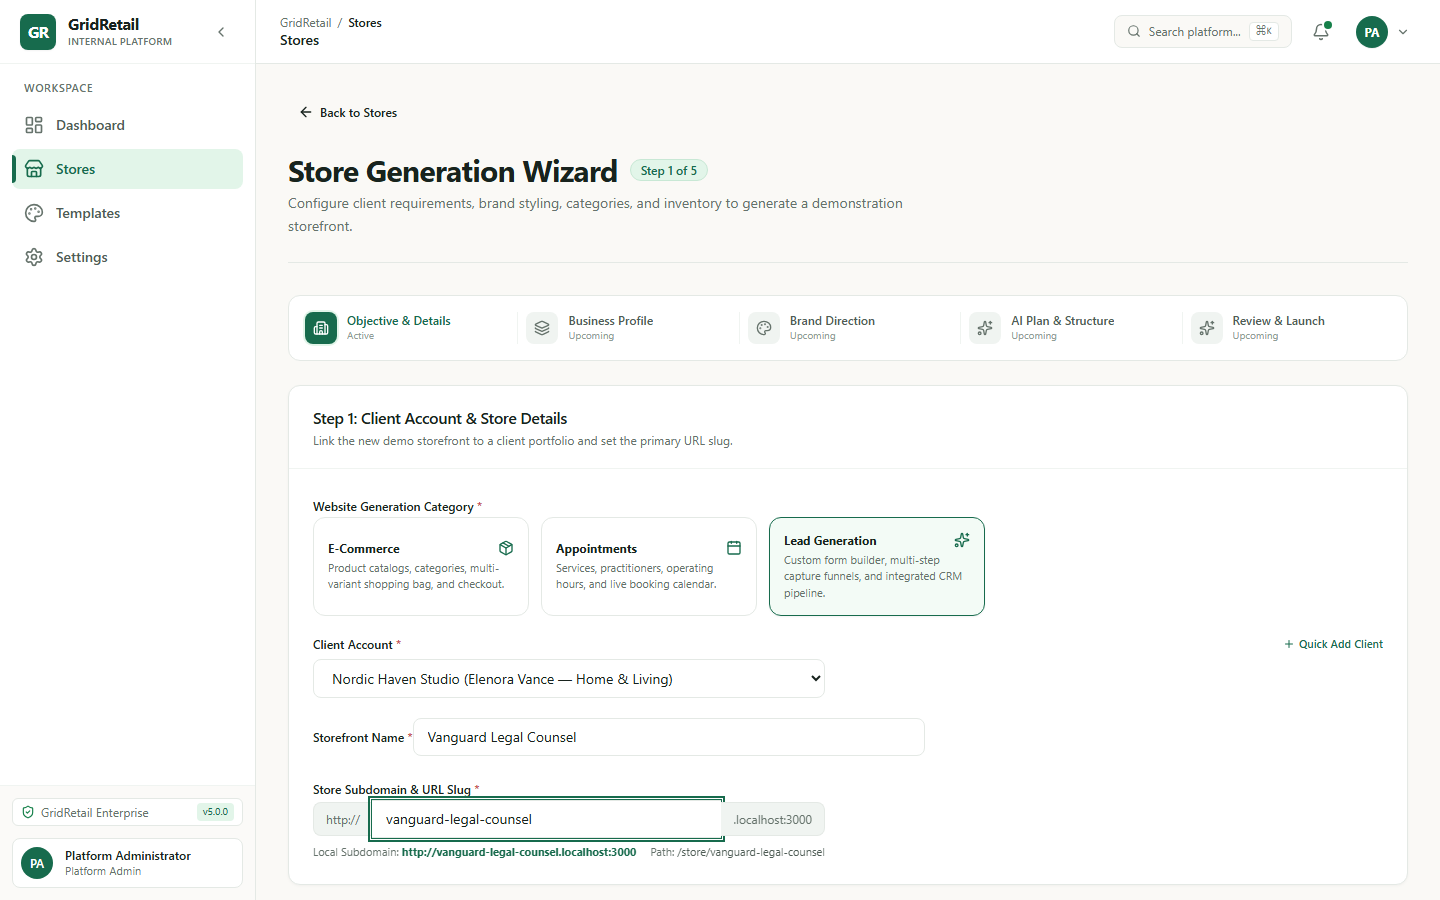 GR
GridRetail
INTERNAL PLATFORM
GridRetail / Stores
Stores
Search platform...
⌘K
PA
WORKSPACE
Dashboard
Stores
Templates
Settings
Back to Stores
Store Generation Wizard
Step 1 of 5
Configure client requirements, brand styling, categories, and inventory to generate a demonstration
storefront.
Objective & Details
Active
Business Profile
Upcoming
Brand Direction
Upcoming
AI Plan & Structure
Upcoming
Review & Launch
Upcoming
Step 1: Client Account & Store Details
Link the new demo storefront to a client portfolio and set the primary URL slug.
Website Generation Category *
E-Commerce
Product catalogs, categories, multi-
variant shopping bag, and checkout.
Appointments
Services, practitioners, operating
hours, and live booking calendar.
Lead Generation
Custom form builder, multi-step
capture funnels, and integrated CRM
pipeline.
Client Account *
+ Quick Add Client
Nordic Haven Studio (Elenora Vance — Home & Living)
Storefront Name *
Vanguard Legal Counsel
Store Subdomain & URL Slug *
http://
vanguard-legal-counsel
.localhost:3000
Local Subdomain: http://vanguard-legal-counsel.localhost:3000
Path: /store/vanguard-legal-counsel
GridRetail Enterprise
v5.0.0
PA
Platform Administrator
Platform Admin